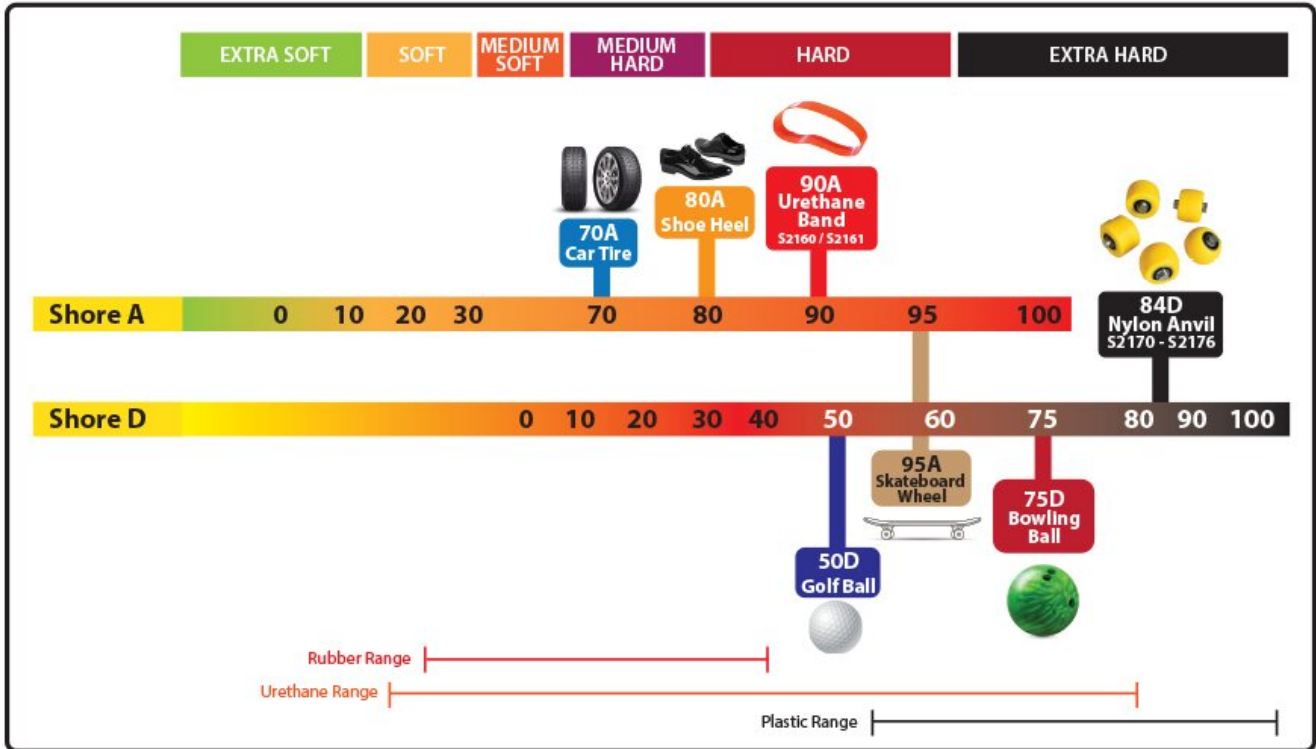 EXTRA SOFT
SOFT
MEDIUM
SOFT
MEDIUM
HARD
HARD
EXTRA HARD
70A
Car Tire
80A
Shoe Heel
90A
Urethane
Band
S2160 / S2161
84D
Nylon Anvil
S2170 - S2176
Shore A 0 10 20 30 70 80 90 95 100
Shore D 0 10 20 30 40 50 60 75 80 90 100
95A
Skateboard
Wheel
75D
Bowling
Ball
50D
Golf Ball
Rubber Range
Urethane Range
Plastic Range